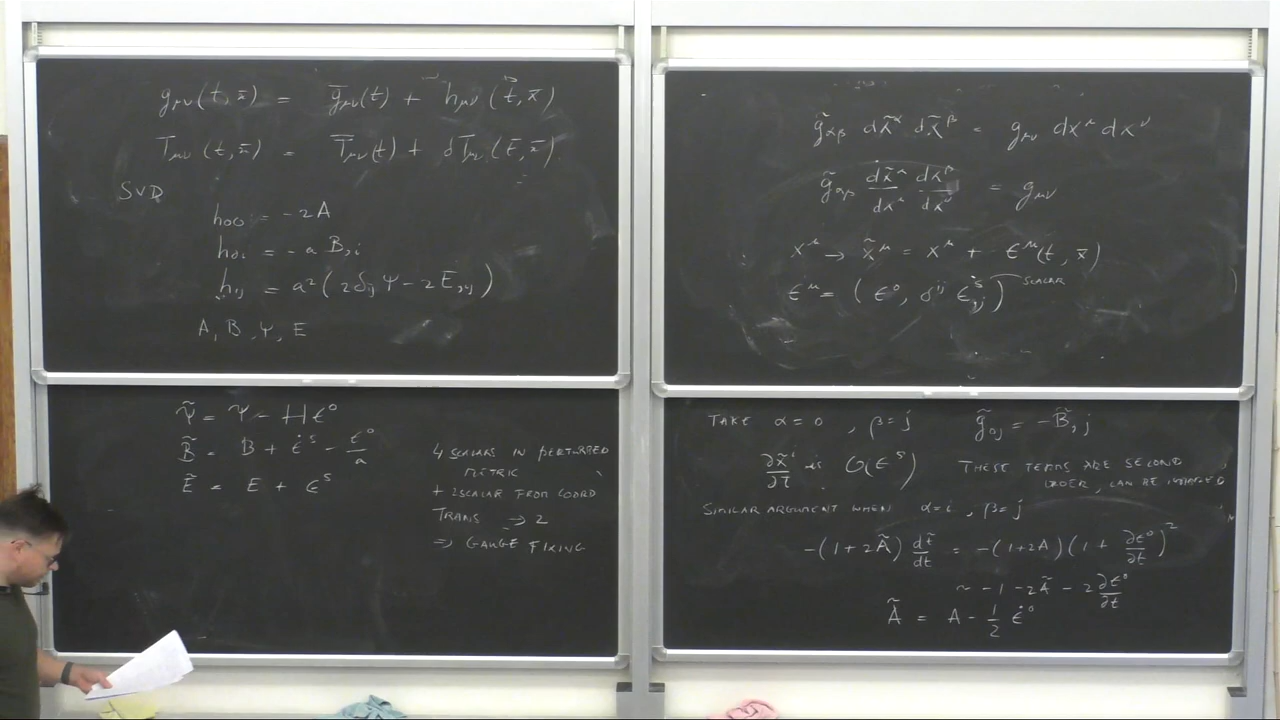 g_μν(t, x̄) = ḡ_μν(t) + h_μν(t, x̄)
T_μν(t, x̄) = T̄_μν(t) + δT_μν(t, x̄)
SVD
h_00 = -2A
h_0i = -a B_,i
h_ij = a²(2δ_ij Ψ - 2E_,ij)
A, B, Ψ, E
Ψ̃ = Ψ - Hε⁰
B̃ = B + ε̇^s - ε⁰/a
Ẽ = E + ε^s
4 SCALARS IN PERTURBED
METRIC
+ 2 SCALAR FROM COORD
TRANS → 2
⇒ GAUGE FIXING
g̃_αβ dx̃^α dx̃^β = g_μν dx^μ dx^ν
g̃_αβ dx̃^α/dx^μ dx̃^β/dx^ν = g_μν
x^μ → x̃^μ = x^μ + ε^μ(t, x̄)
ε^μ = (ε⁰, δ^ij ε^s_,j) SCALAR
TAKE α = 0, β = j g̃_0j = -B̃_,j
∂x̃^i/∂t is O(ε^s) THESE TERMS ARE SECOND
ORDER, CAN BE IGNORED
SIMILAR ARGUMENT WHEN α = i, β = j
-(1+2Ã) dt̃/dt = -(1+2A)(1 + ∂ε⁰/∂t)²
~ -1 - 2Ã - 2 ∂ε⁰/∂t
Ã = A - 1/2 ε̇⁰